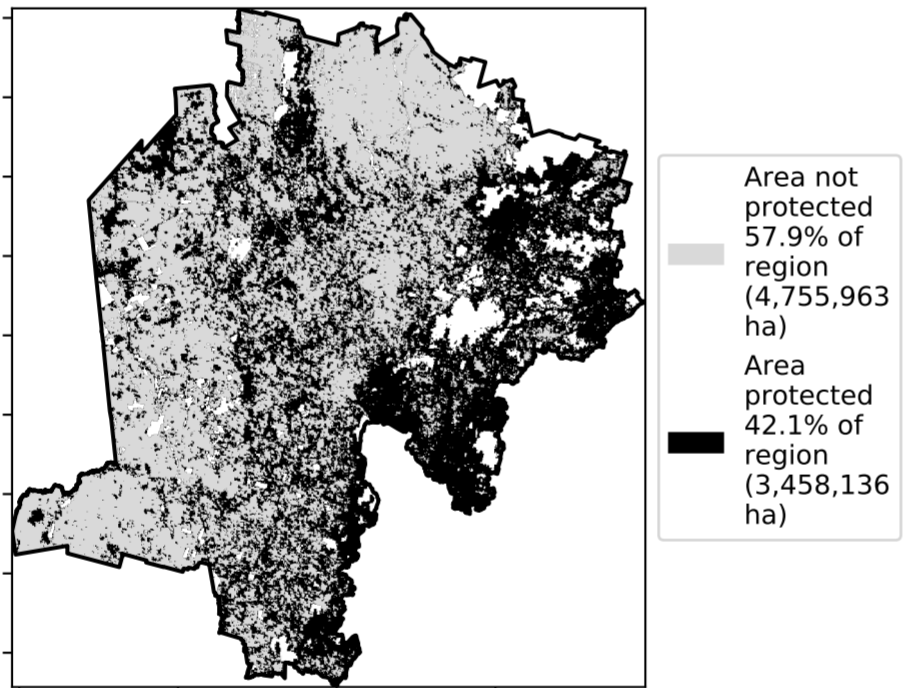 Area not
protected
57.9% of
region
(4,755,963
ha)
Area
protected
42.1% of
region
(3,458,136
ha)